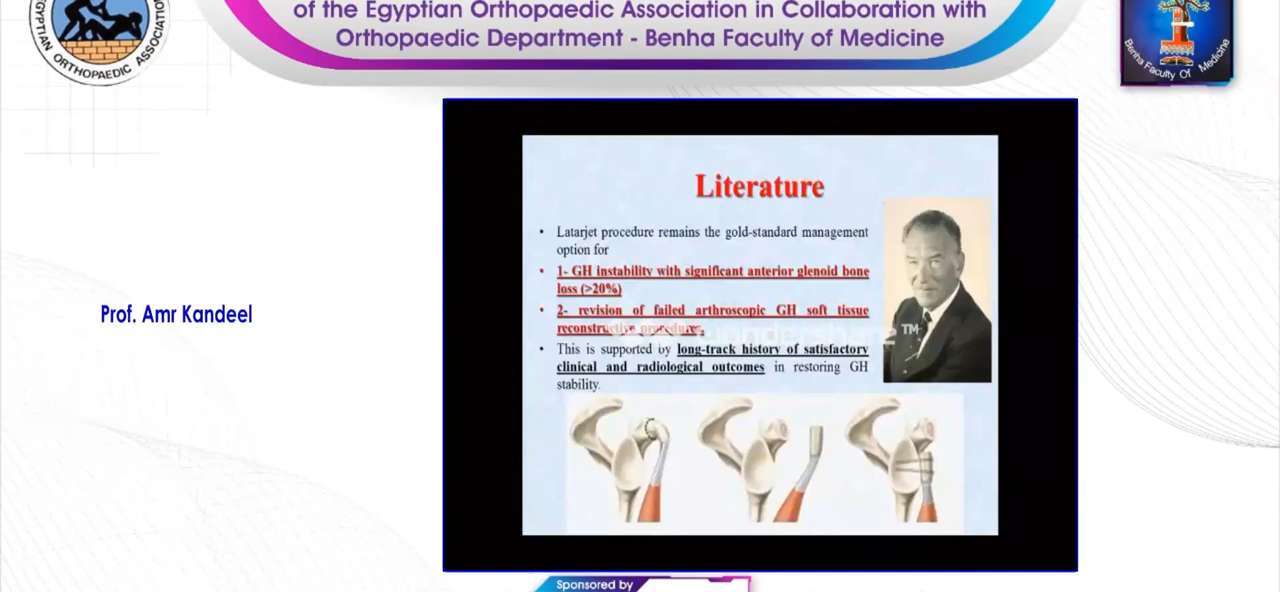 of the Egyptian Orthopaedic Association in Collaboration with
Orthopaedic Department - Benha Faculty of Medicine
EGYPTIAN ORTHOPAEDIC ASSOCIATION
Benha Faculty Of Medicine
Prof. Amr Kandeel
Literature
• Latarjet procedure remains the gold-standard management
option for
• 1- GH instability with significant anterior glenoid bone
loss (>20%)
• 2- revision of failed arthroscopic GH soft tissue
reconstructive procedures.
wondershare™
• This is supported by long-track history of satisfactory
clinical and radiological outcomes in restoring GH
stability.
Sponsored by